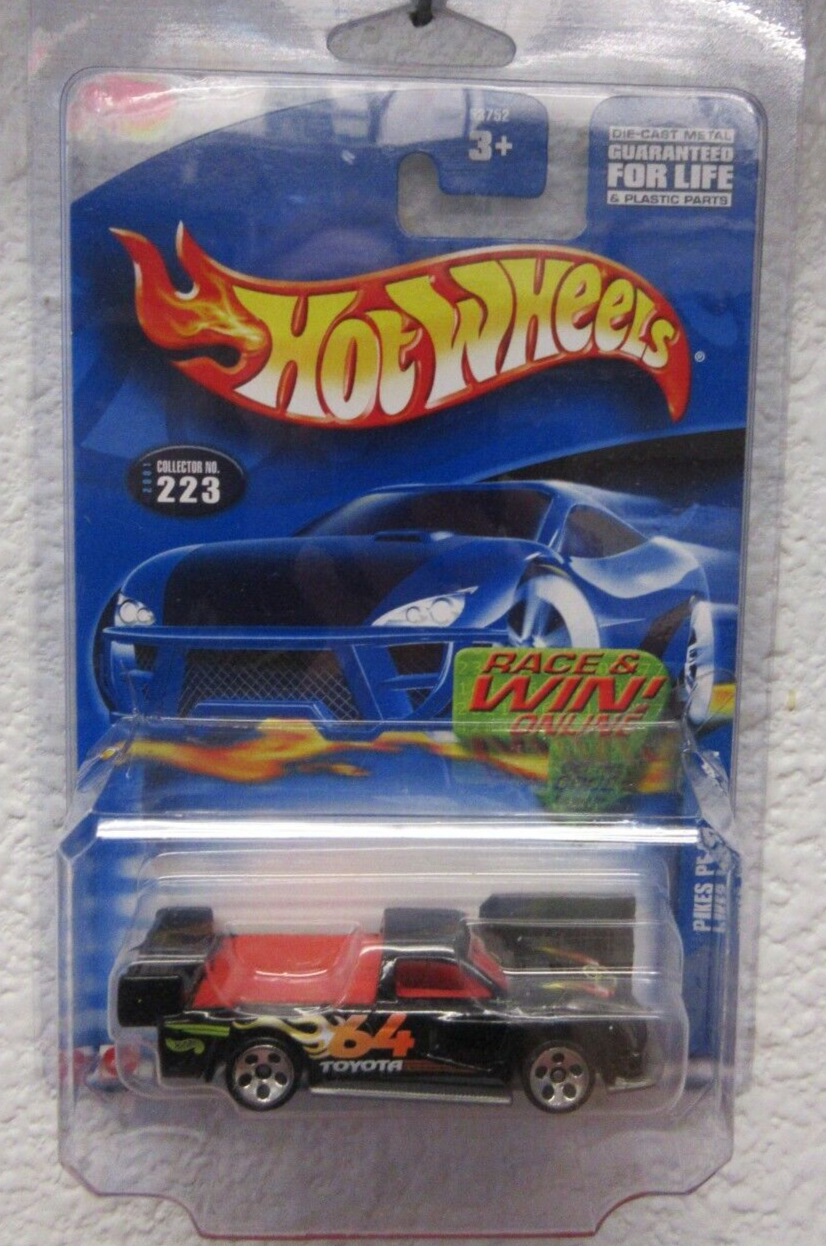 3+
DIE-CAST METAL
GUARANTEED
FOR LIFE
& PLASTIC PARTS
HOT WHEELS
®
2001
COLLECTOR NO.
223
RACE &
WIN!
ONLINE
PIKES
64
TOYOTA